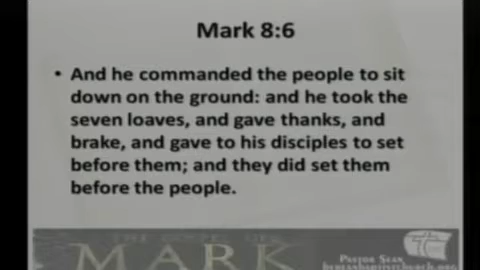 Mark 8:6
• And he commanded the people to sit
down on the ground: and he took the
seven loaves, and gave thanks, and
brake, and gave to his disciples to set
before them; and they did set them
before the people.
MARK
Pastor Sean